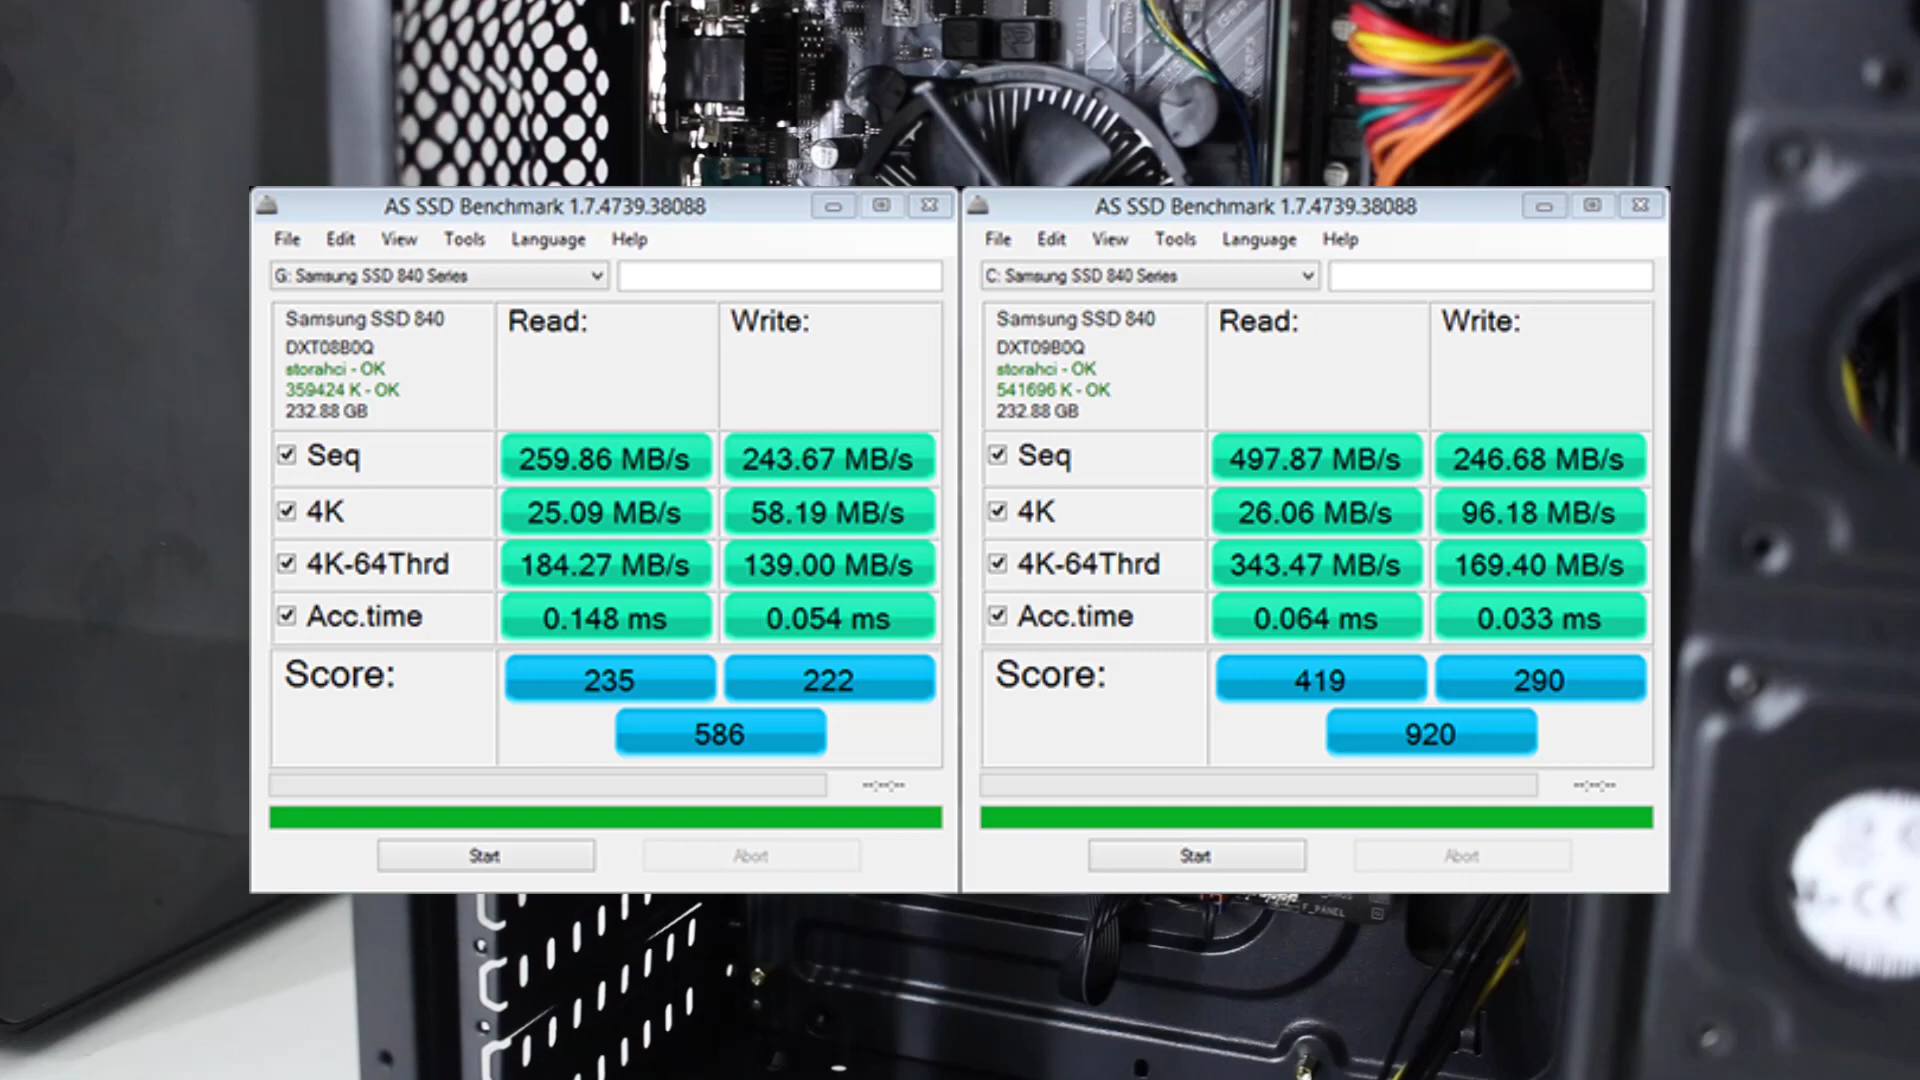 AS SSD Benchmark 1.7.4739.38088
File Edit View Tools Language Help
G: Samsung SSD 840 Series
Samsung SSD 840
DXT08B0Q
storahci - OK
359424 K - OK
232.88 GB
Read: Write:
Seq 259.86 MB/s 243.67 MB/s
4K 25.09 MB/s 58.19 MB/s
4K-64Thrd 184.27 MB/s 139.00 MB/s
Acc.time 0.148 ms 0.054 ms
Score: 235 222
586
--:--:--
Start Abort
AS SSD Benchmark 1.7.4739.38088
File Edit View Tools Language Help
C: Samsung SSD 840 Series
Samsung SSD 840
DXT09B0Q
storahci - OK
541696 K - OK
232.88 GB
Read: Write:
Seq 497.87 MB/s 246.68 MB/s
4K 26.06 MB/s 96.18 MB/s
4K-64Thrd 343.47 MB/s 169.40 MB/s
Acc.time 0.064 ms 0.033 ms
Score: 419 290
920
--:--:--
Start Abort
F_PANEL